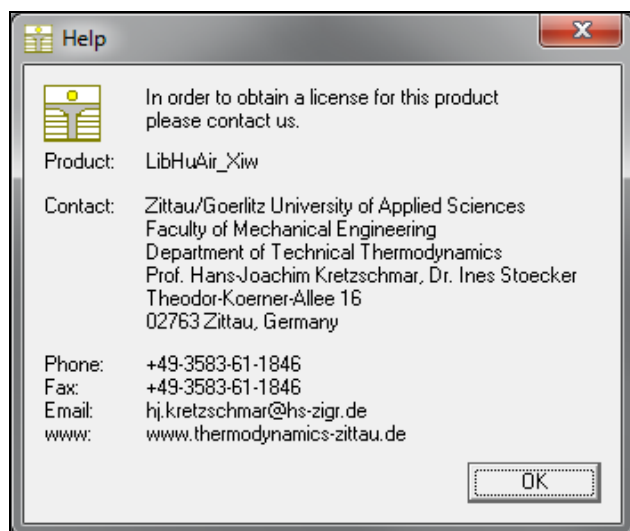 Help
In order to obtain a license for this product
please contact us.
Product: LibHuAir_Xiw
Contact: Zittau/Goerlitz University of Applied Sciences
Faculty of Mechanical Engineering
Department of Technical Thermodynamics
Prof. Hans-Joachim Kretzschmar, Dr. Ines Stoecker
Theodor-Koerner-Allee 16
02763 Zittau, Germany
Phone: +49-3583-61-1846
Fax: +49-3583-61-1846
Email: hj.kretzschmar@hs-zigr.de
www: www.thermodynamics-zittau.de
OK